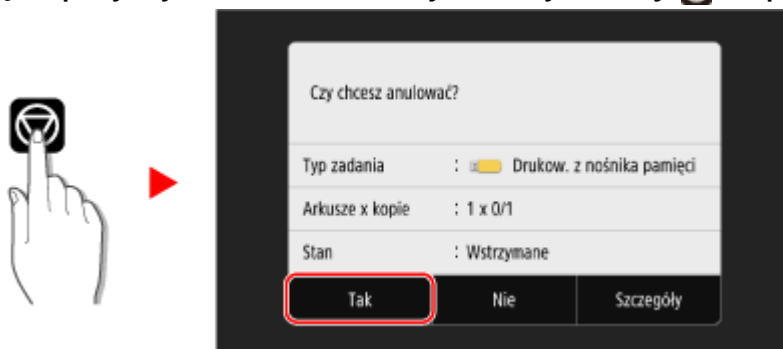 Czy chcesz anulować?
Typ zadania : Drukow. z nośnika pamięci
Arkusze x kopie : 1 x 0/1
Stan : Wstrzymane
Tak Nie Szczegóły